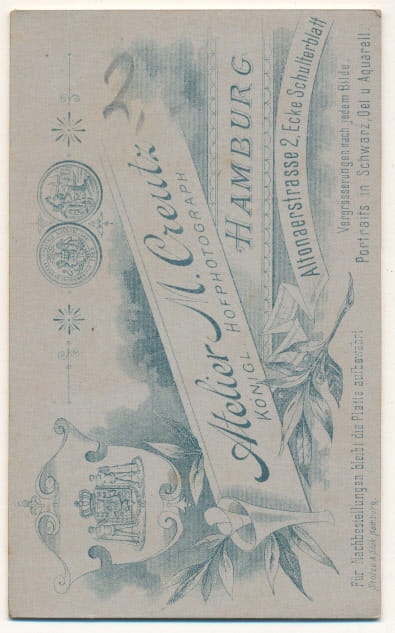 2
Atelier M. Creutz
KÖNIGL HOFPHOTOGRAPH
HAMBURG
Altonaerstrasse 2, Ecke Schulterblatt
Vergrösserungen nach jedem Bilde.
Portraits in Schwarz, Oel u Aquarell.
Für Nachbestellungen bleibt die Platte aufbewahrt